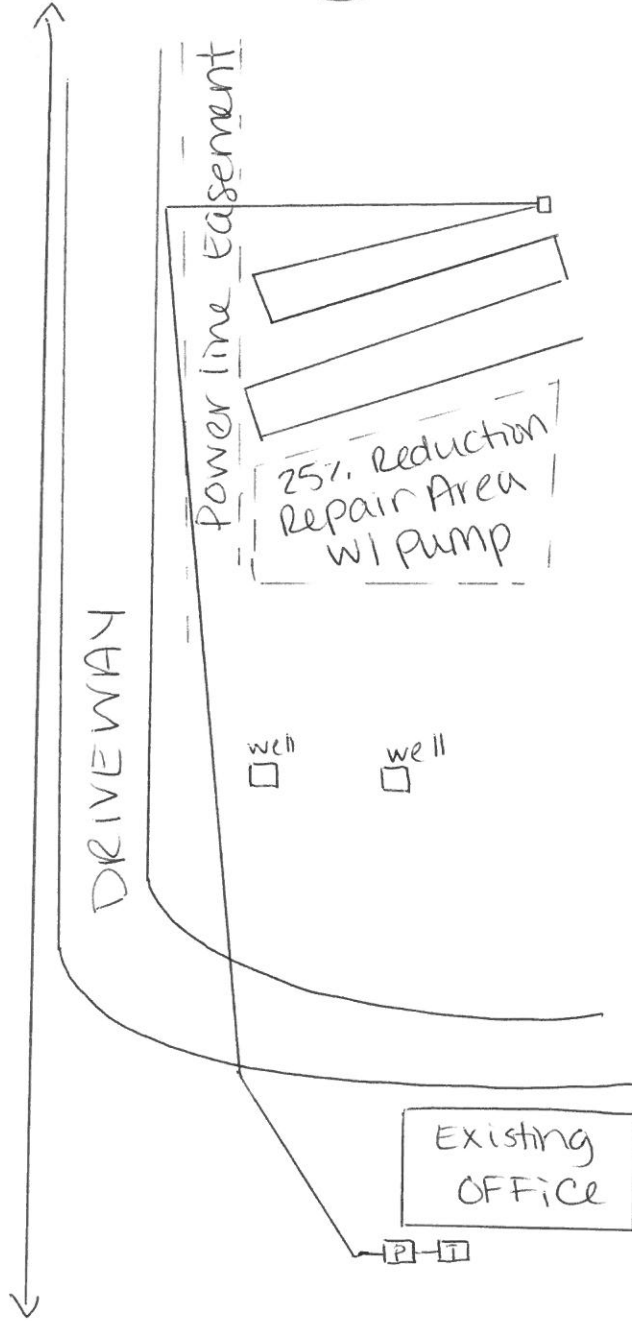 Power line Easement
25% Reduction
Repair Area
W/ Pump
DRIVEWAY
well
well
Existing
OFFice
P
T